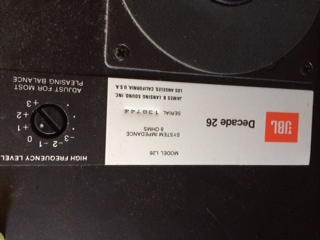 JBL
Decade 26
MODEL L26
SYSTEM IMPEDANCE
8 OHMS
SERIAL 130744
JAMES B LANSING SOUND, INC.
LOS ANGELES, CALIFORNIA, U.S.A.
HIGH FREQUENCY LEVEL
-3 -2 -1 0
+1
+2
+3
ADJUST FOR MOST
PLEASING BALANCE